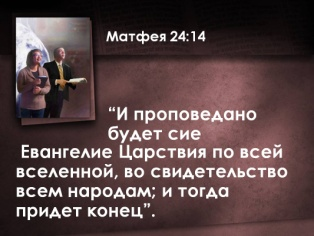 Матфея 24:14
“И проповедано
будет сие
Евангелие Царствия по всей
вселенной, во свидетельство
всем народам; и тогда
придет конец”.